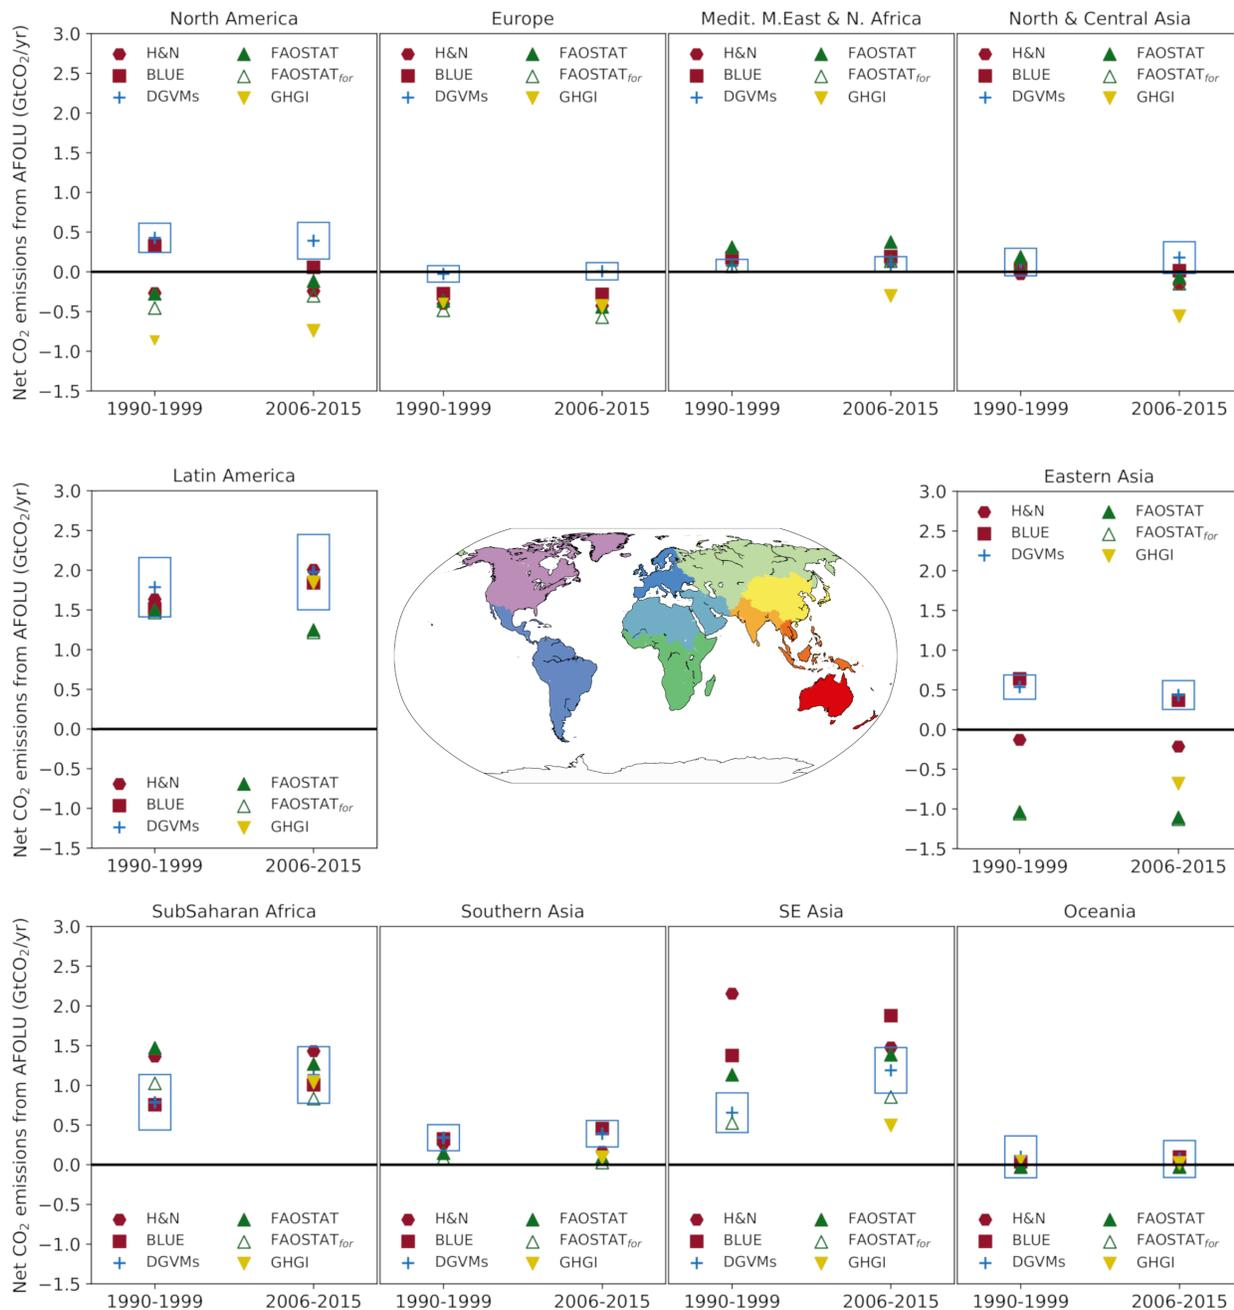 North America
Europe
Medit. M.East & N. Africa
North & Central Asia
Net CO2 emissions from AFOLU (GtCO2/yr)
3.0
2.5
2.0
1.5
1.0
0.5
0.0
−0.5
−1.0
−1.5
H&N FAOSTAT
BLUE FAOSTATfor
DGVMs GHGI
H&N FAOSTAT
BLUE FAOSTATfor
DGVMs GHGI
H&N FAOSTAT
BLUE FAOSTATfor
DGVMs GHGI
H&N FAOSTAT
BLUE FAOSTATfor
DGVMs GHGI
1990-1999 2006-2015
1990-1999 2006-2015
1990-1999 2006-2015
1990-1999 2006-2015
Latin America
Net CO2 emissions from AFOLU (GtCO2/yr)
3.0
2.5
2.0
1.5
1.0
0.5
0.0
−0.5
−1.0
−1.5
H&N FAOSTAT
BLUE FAOSTATfor
DGVMs GHGI
1990-1999 2006-2015
Eastern Asia
3.0
2.5
2.0
1.5
1.0
0.5
0.0
−0.5
−1.0
−1.5
H&N FAOSTAT
BLUE FAOSTATfor
DGVMs GHGI
1990-1999 2006-2015
SubSaharan Africa
Southern Asia
SE Asia
Oceania
Net CO2 emissions from AFOLU (GtCO2/yr)
3.0
2.5
2.0
1.5
1.0
0.5
0.0
−0.5
−1.0
−1.5
H&N FAOSTAT
BLUE FAOSTATfor
DGVMs GHGI
H&N FAOSTAT
BLUE FAOSTATfor
DGVMs GHGI
H&N FAOSTAT
BLUE FAOSTATfor
DGVMs GHGI
H&N FAOSTAT
BLUE FAOSTATfor
DGVMs GHGI
1990-1999 2006-2015
1990-1999 2006-2015
1990-1999 2006-2015
1990-1999 2006-2015